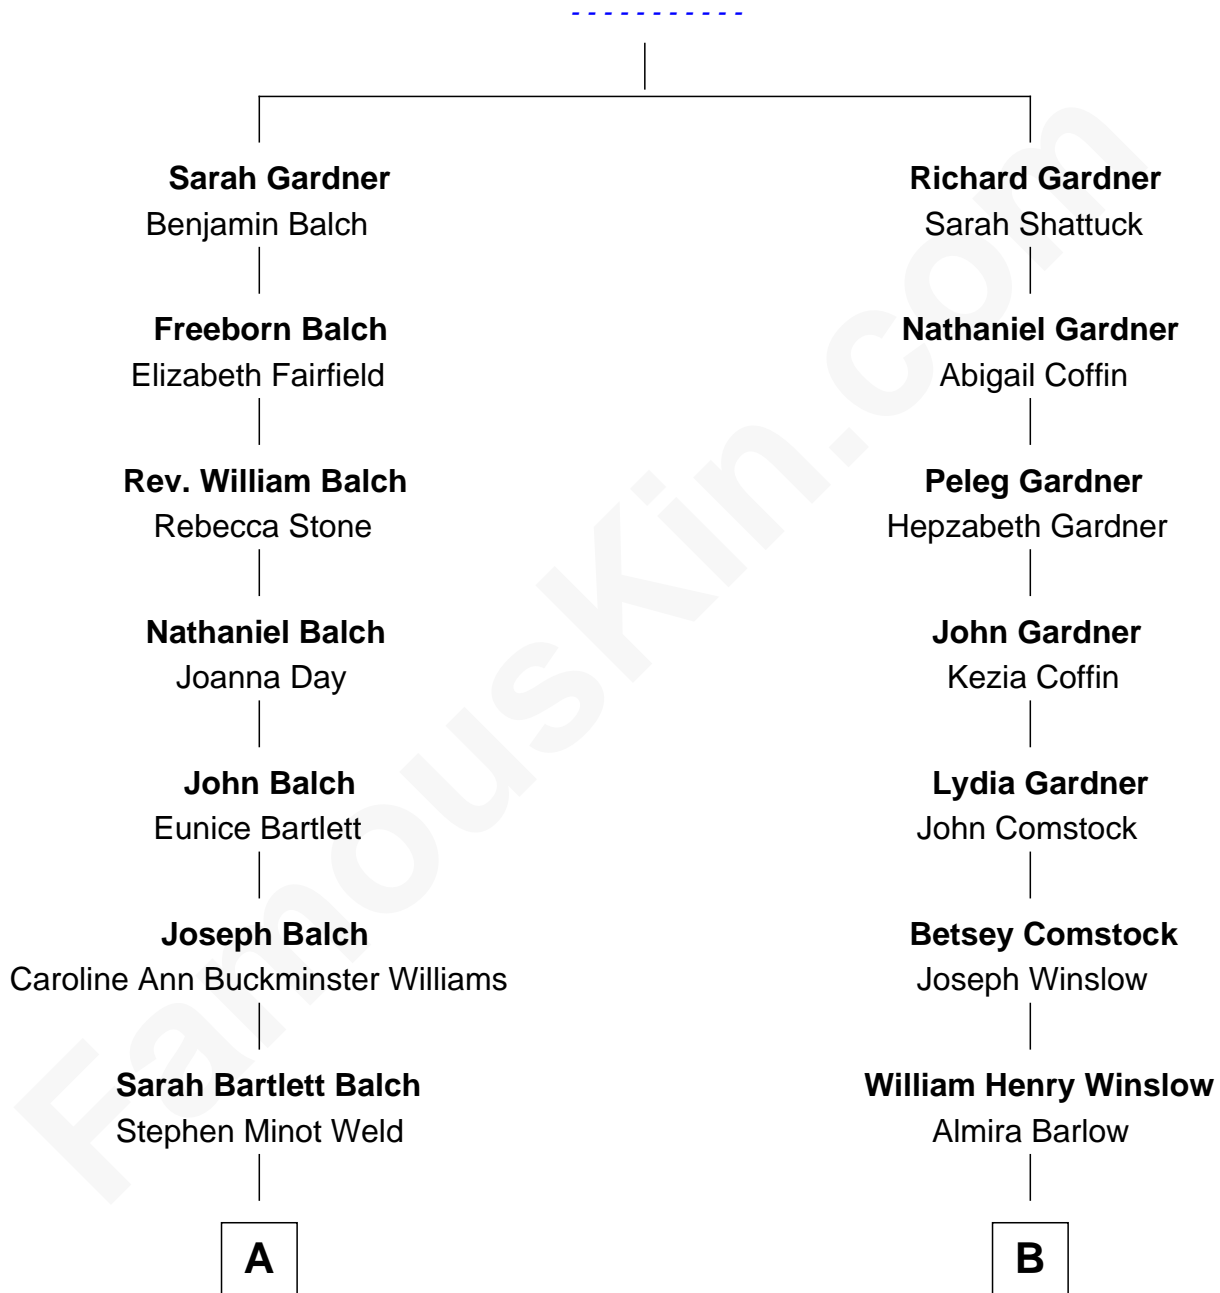 - - - - - - - - - - -
Sarah Gardner
Benjamin Balch
Richard Gardner
Sarah Shattuck
Freeborn Balch
Elizabeth Fairfield
Nathaniel Gardner
Abigail Coffin
Rev. William Balch
Rebecca Stone
Peleg Gardner
Hepzabeth Gardner
Nathaniel Balch
Joanna Day
John Gardner
Kezia Coffin
John Balch
Eunice Bartlett
Lydia Gardner
John Comstock
Joseph Balch
Caroline Ann Buckminster Williams
Betsey Comstock
Joseph Winslow
Sarah Bartlett Balch
Stephen Minot Weld
William Henry Winslow
Almira Barlow
A
B
FamousKin.com